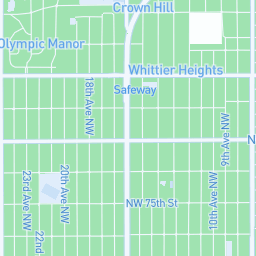 Crown Hill
Olympic Manor
Whittier Heights
Safeway
18th Ave NW
9th Ave NW
N
20th Ave NW
23rd Ave NW
10th Ave NW
NW 75th St
22nd